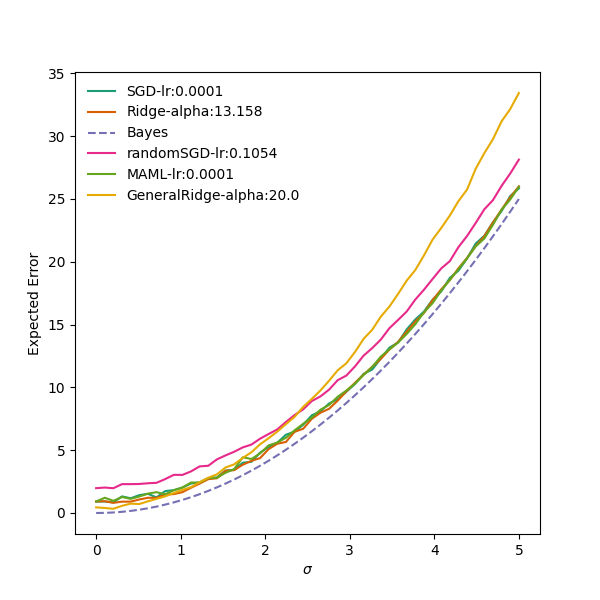 35
30
25
20
15
10
5
0
Expected Error
SGD-lr:0.0001
Ridge-alpha:13.158
Bayes
randomSGD-lr:0.1054
MAML-lr:0.0001
GeneralRidge-alpha:20.0
0 1 2 3 4 5
σ